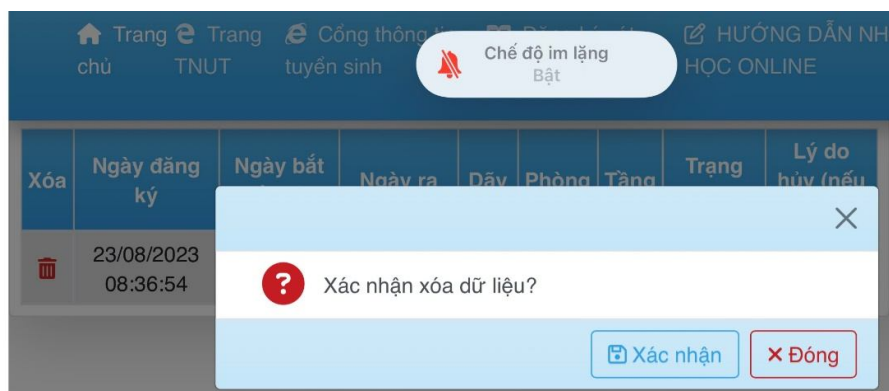 Trang chủ
Trang TNUT
Cổng thông
tuyển sinh
HƯỚNG DẪN NH
HỌC ONLINE
Chế độ im lặng
Bật
Xóa
Ngày đăng
ký
Ngày bắt
Ngày ra
Dãy
Phòng
Tầng
Trạng
Lý do
hủy (nếu
23/08/2023
08:36:54
Xác nhận xóa dữ liệu?
Xác nhận
Đóng